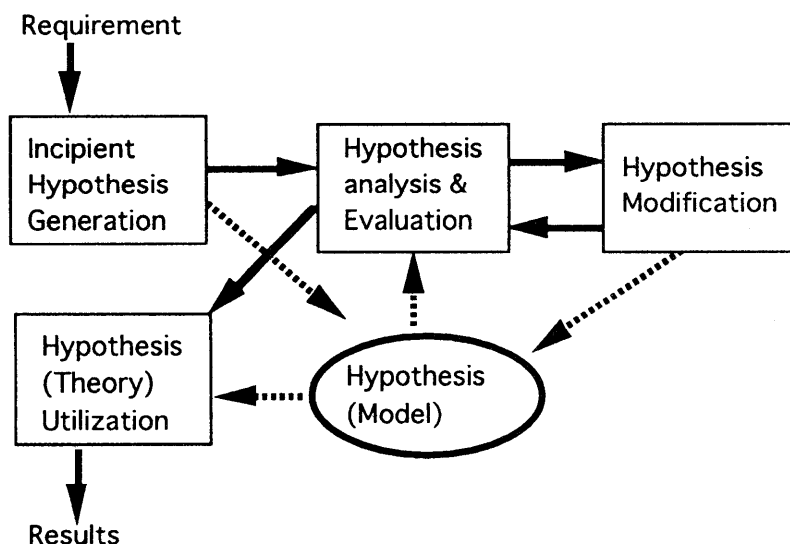 Requirement
Incipient
Hypothesis
Generation
Hypothesis
analysis &
Evaluation
Hypothesis
Modification
Hypothesis
(Theory)
Utilization
Hypothesis
(Model)
Results